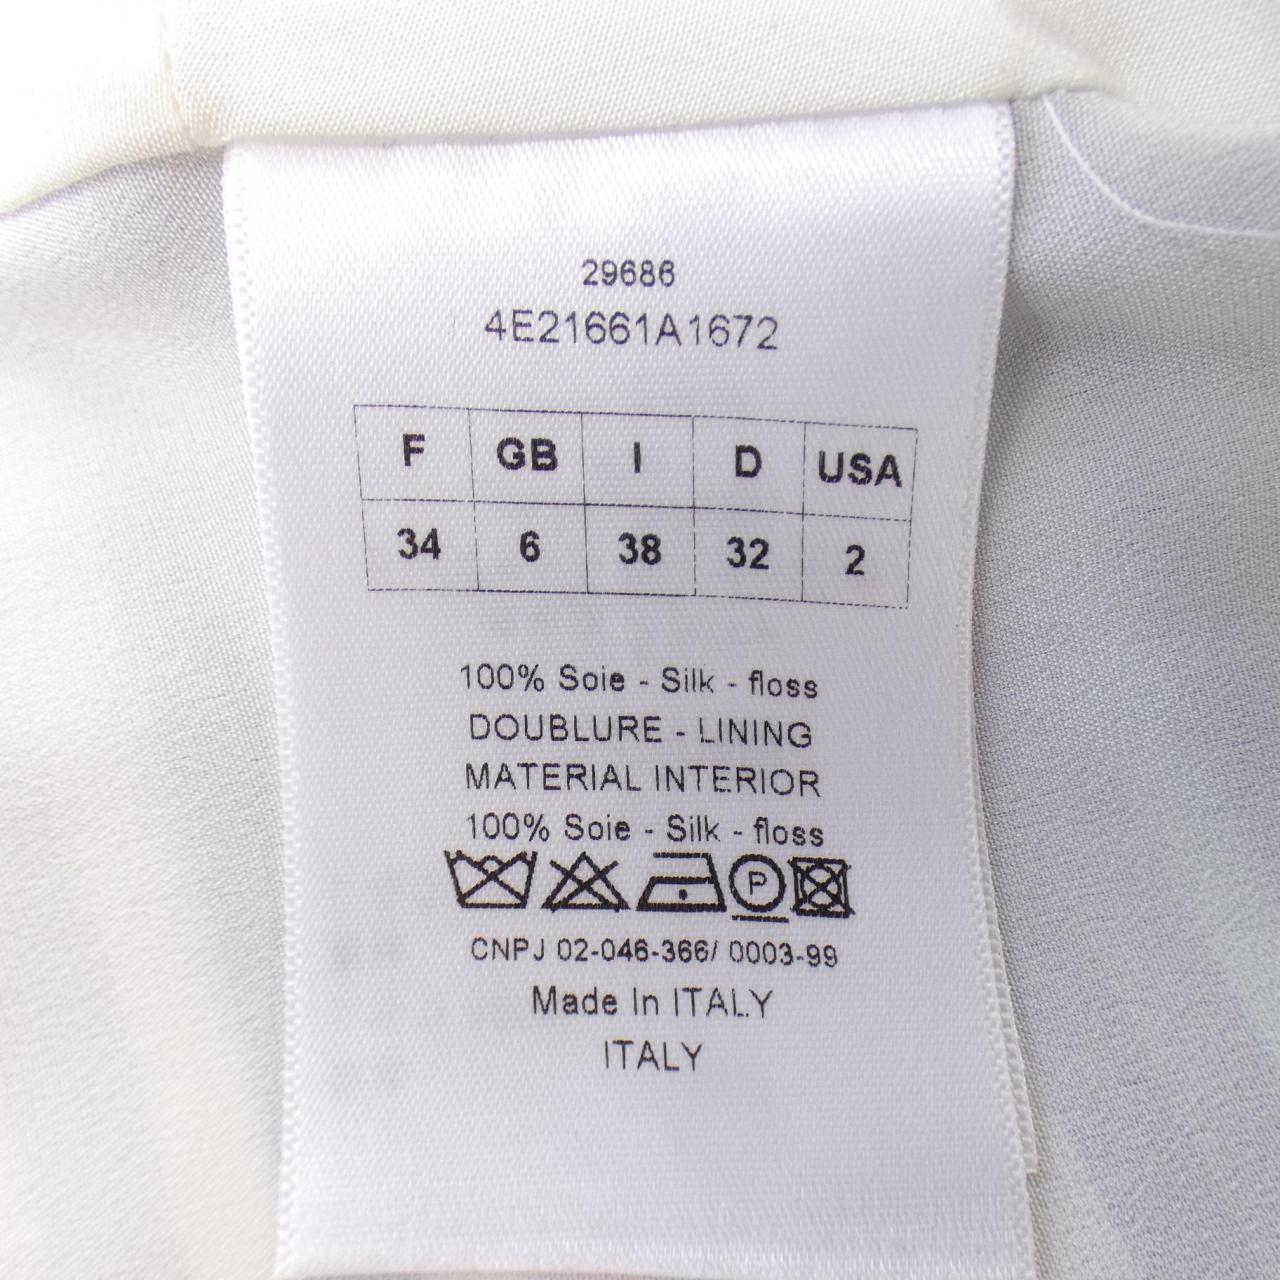 29686
4E21661A1672
F GB I D USA
34 6 38 32 2
100% Soie - Silk - floss
DOUBLURE - LINING
MATERIAL INTERIOR
100% Soie - Silk - floss
P
CNPJ 02-046-366/ 0003-99
Made In ITALY
ITALY